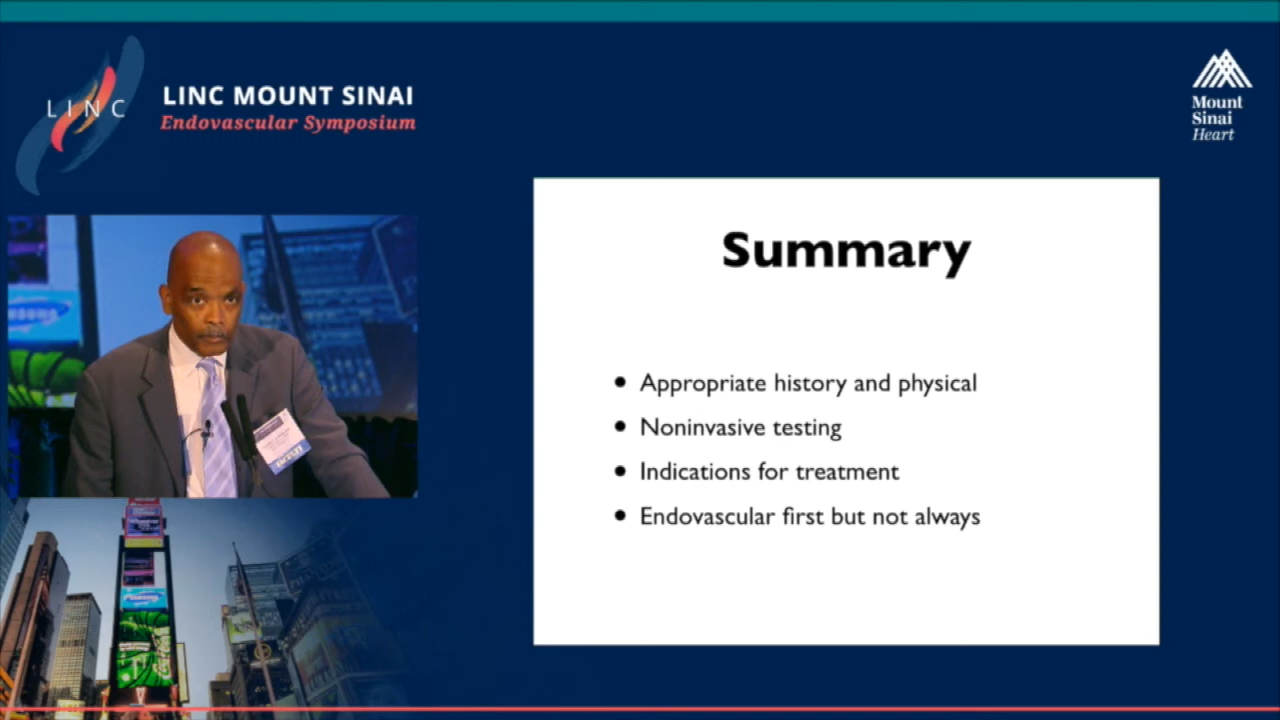 LINC
LINC MOUNT SINAI
Endovascular Symposium
Mount
Sinai
Heart
SAMSUNG
Summary
• Appropriate history and physical
• Noninvasive testing
• Indications for treatment
• Endovascular first but not always